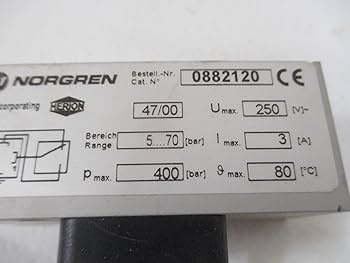 NORGREN
Bestell.-Nr.
Cat. N° 0882120 CE
corporating HERION 47/00 U max. 250 [V]~
Bereich
Range 5....70 [bar] I max. 3 [A]
p max. 400 [bar] ϑ max. 80 [°C]